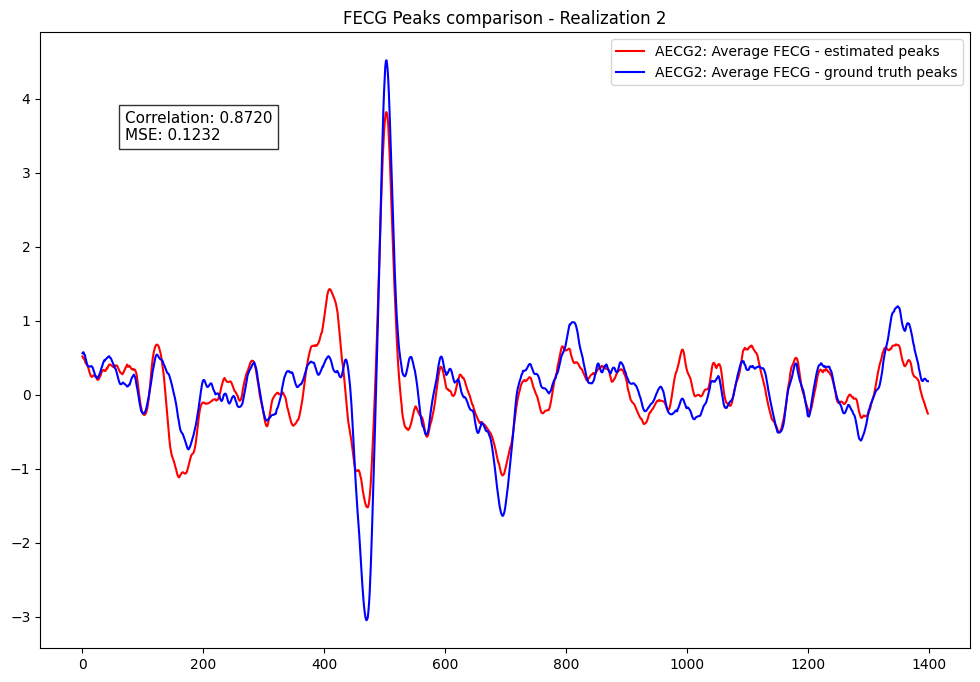 FECG Peaks comparison - Realization 2
AECG2: Average FECG - estimated peaks
AECG2: Average FECG - ground truth peaks
Correlation: 0.8720
MSE: 0.1232
4
3
2
1
0
−1
−2
−3
0 200 400 600 800 1000 1200 1400